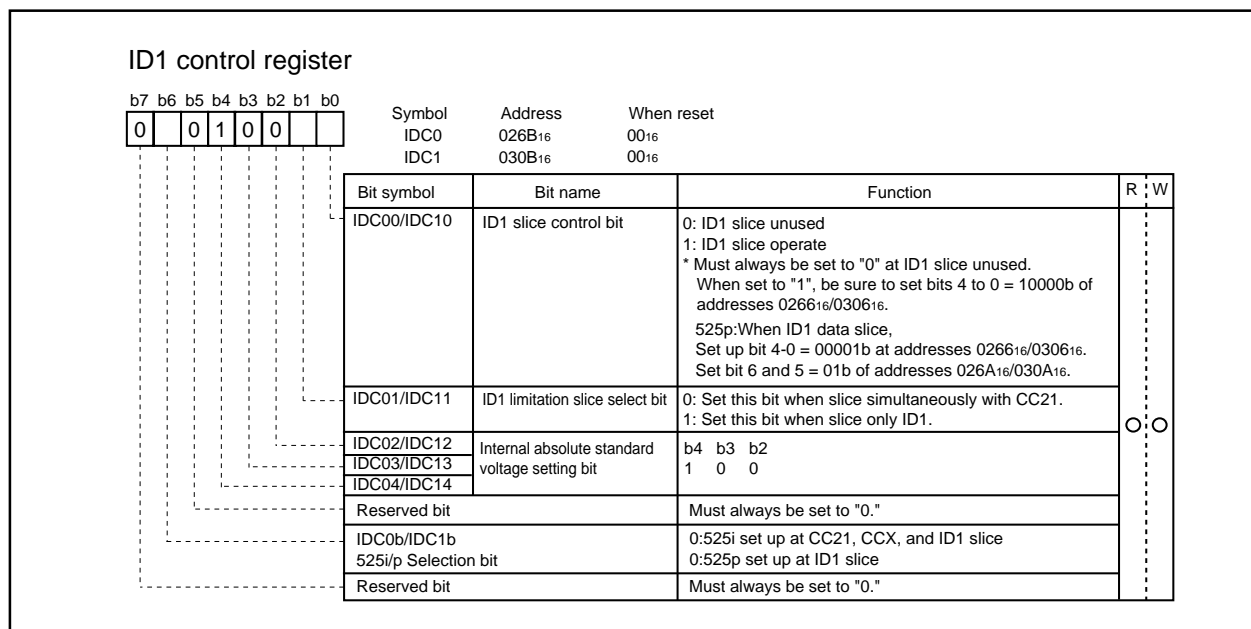 ID1 control register
b7 b6 b5 b4 b3 b2 b1 b0
0 0 1 0 0
Symbol Address When reset
IDC0 026B16 0016
IDC1 030B16 0016
Bit symbol Bit name Function R W
IDC00/IDC10 ID1 slice control bit 0: ID1 slice unused
1: ID1 slice operate
* Must always be set to "0" at ID1 slice unused.
When set to "1", be sure to set bits 4 to 0 = 10000b of
addresses 026616/030616.
525p:When ID1 data slice,
Set up bit 4-0 = 00001b at addresses 026616/030616.
Set bit 6 and 5 = 01b of addresses 026A16/030A16.
IDC01/IDC11 ID1 limitation slice select bit 0: Set this bit when slice simultaneously with CC21.
1: Set this bit when slice only ID1.
IDC02/IDC12 Internal absolute standard b4 b3 b2
IDC03/IDC13 voltage setting bit 1 0 0
IDC04/IDC14
Reserved bit Must always be set to "0."
IDC0b/IDC1b 0:525i set up at CC21, CCX, and ID1 slice
525i/p Selection bit 0:525p set up at ID1 slice
Reserved bit Must always be set to "0."